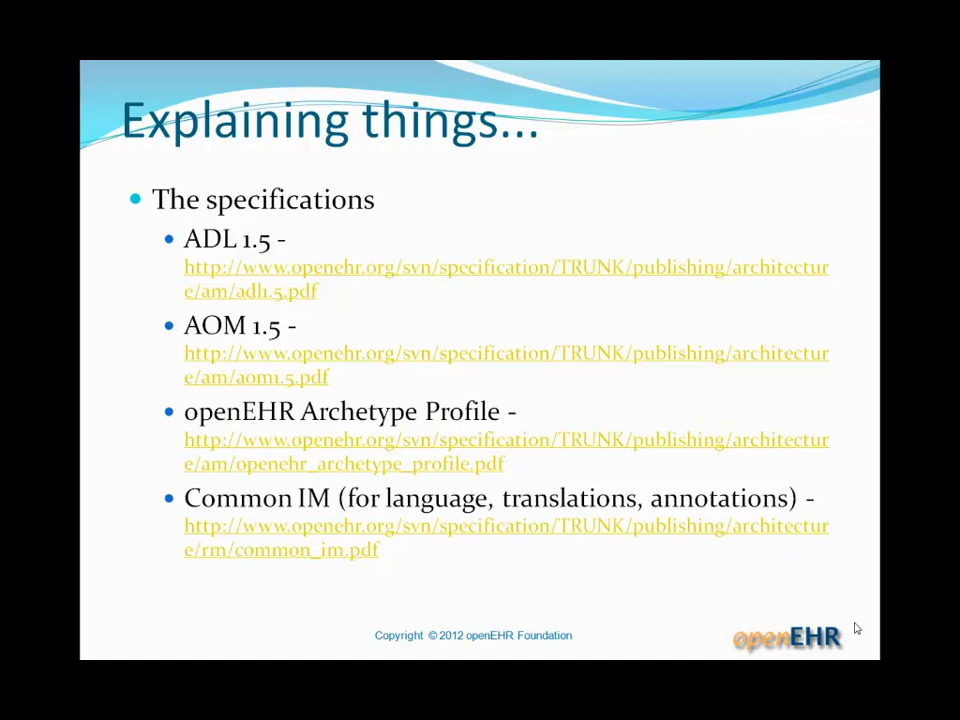 Explaining things...
The specifications
ADL 1.5 -
http://www.openehr.org/svn/specification/TRUNK/publishing/architectur
e/am/adl1.5.pdf
AOM 1.5 -
http://www.openehr.org/svn/specification/TRUNK/publishing/architectur
e/am/aom1.5.pdf
openEHR Archetype Profile -
http://www.openehr.org/svn/specification/TRUNK/publishing/architectur
e/am/openehr_archetype_profile.pdf
Common IM (for language, translations, annotations) -
http://www.openehr.org/svn/specification/TRUNK/publishing/architectur
e/rm/common_im.pdf
Copyright © 2012 openEHR Foundation
openEHR